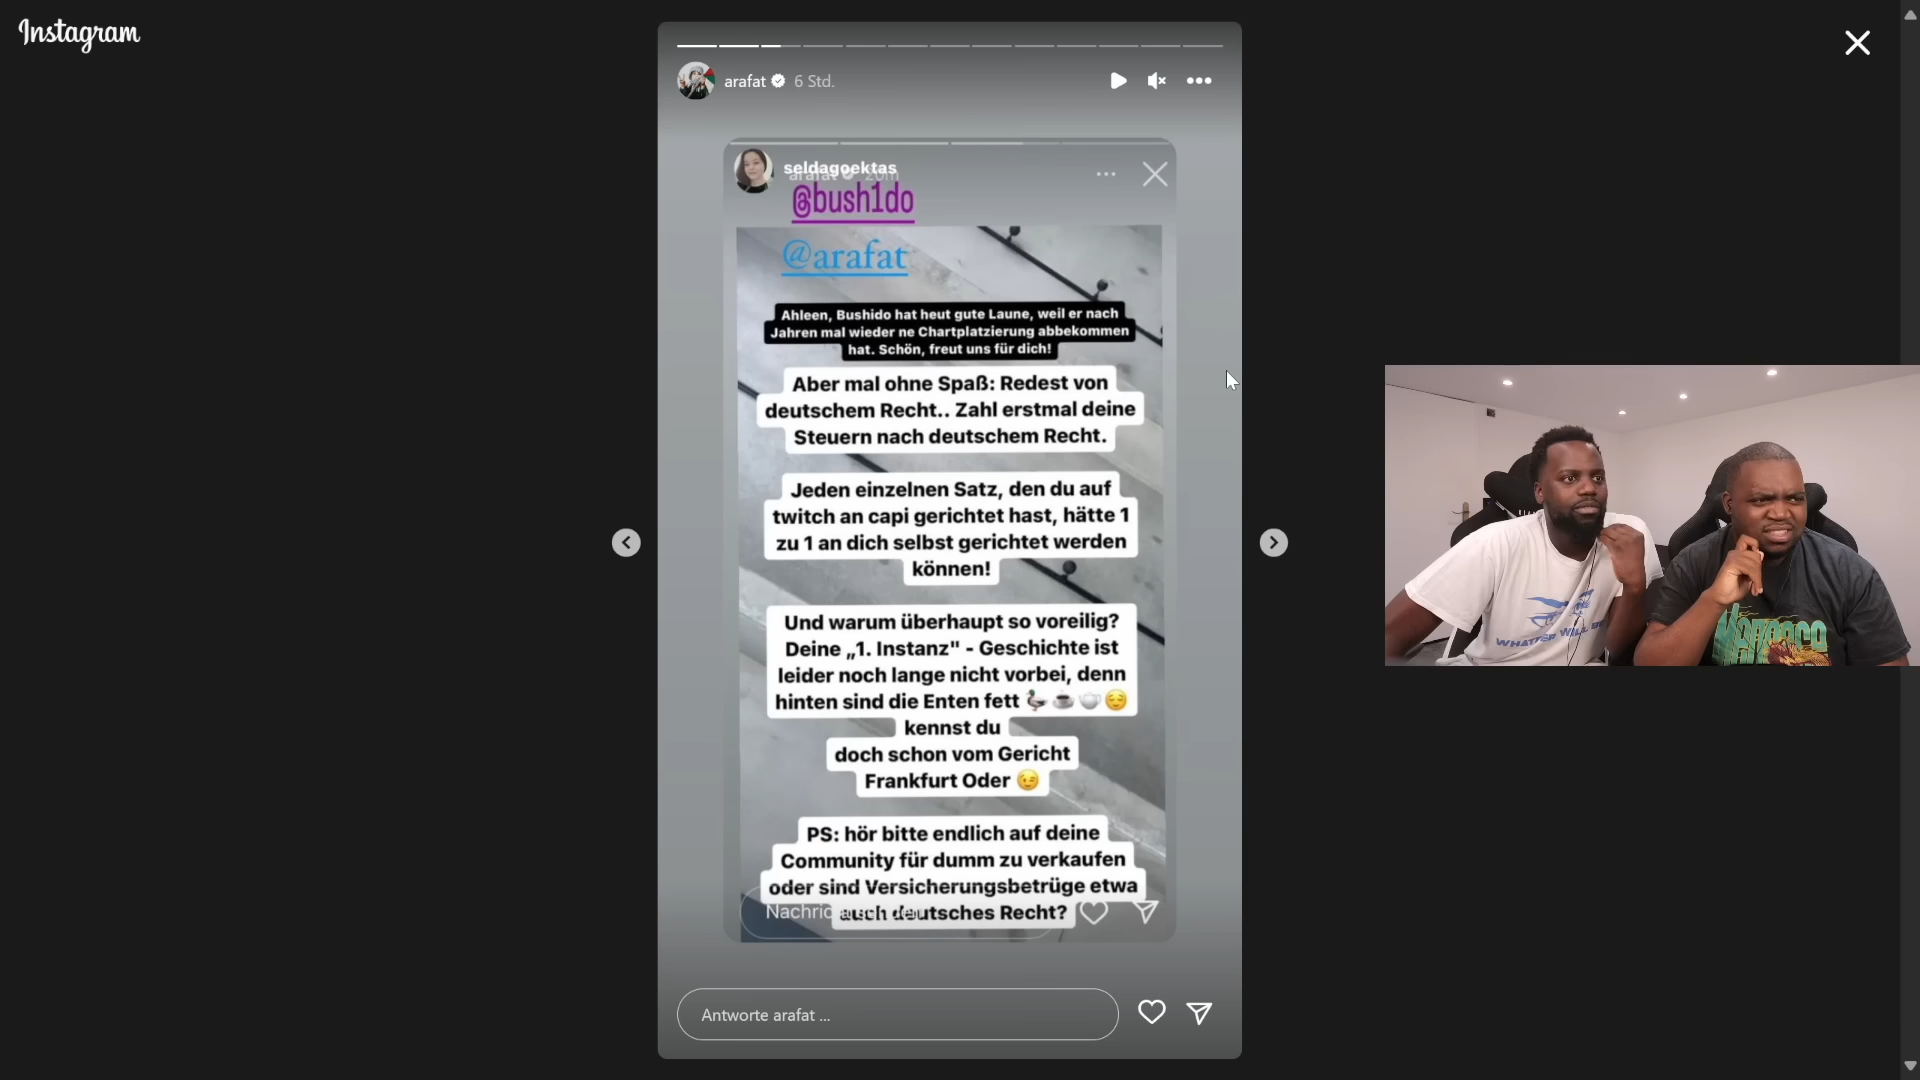 Instagram
arafat 6 Std.
seldagoektas
arafat 20m
@bush1do
@arafat
Ahleen, Bushido hat heut gute Laune, weil er nach
Jahren mal wieder ne Chartplatzierung abbekommen
hat. Schön, freut uns für dich!
Aber mal ohne Spaß: Redest von
deutschem Recht.. Zahl erstmal deine
Steuern nach deutschem Recht.
Jeden einzelnen Satz, den du auf
twitch an capi gerichtet hast, hätte 1
zu 1 an dich selbst gerichtet werden
können!
Und warum überhaupt so voreilig?
Deine „1. Instanz" - Geschichte ist
leider noch lange nicht vorbei, denn
hinten sind die Enten fett 🦆☕🫖😌
kennst du
doch schon vom Gericht
Frankfurt Oder 😉
PS: hör bitte endlich auf deine
Community für dumm zu verkaufen
oder sind Versicherungsbetrüge etwa
auch deutsches Recht?
Antworte arafat ...